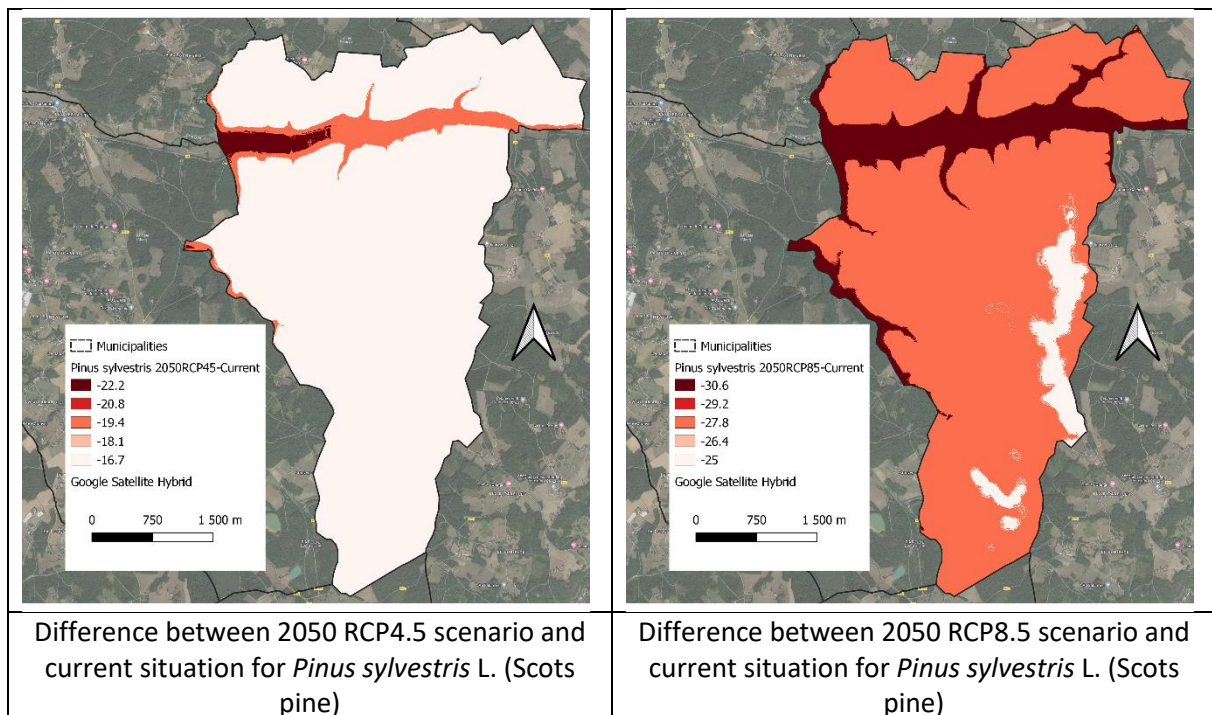 Municipalities
Pinus sylvestris 2050RCP45-Current
-22.2
-20.8
-19.4
-18.1
-16.7
Google Satellite Hybrid
0 750 1 500 m
Difference between 2050 RCP4.5 scenario and
current situation for Pinus sylvestris L. (Scots
pine)
Municipalities
Pinus sylvestris 2050RCP85-Current
-30.6
-29.2
-27.8
-26.4
-25
Google Satellite Hybrid
0 750 1 500 m
Difference between 2050 RCP8.5 scenario and
current situation for Pinus sylvestris L. (Scots
pine)